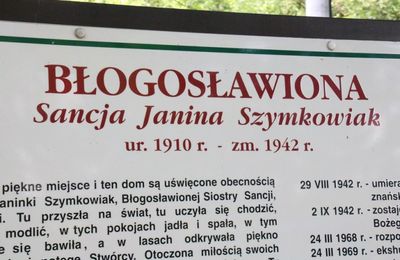 BŁOGOSŁAWIONA
Sancja Janina Szymkowiak
ur. 1910 r. - zm. 1942 r.
piękne miejsce i ten dom są uświęcone obecnością
aninki Szymkowiak, Błogosławionej Siostry Sancji,
i. Tu przyszła na świat, tu uczyła się chodzić,
modlić, w tych pokojach jadła i spała, w tym
się bawiła, a w lasach odkrywała piękno
Stwórcy, Otoczona miłością swoich
29 VIII 1942 r. - umiera
znańsk
2 IX 1942 r. - zostaj
Bożeg
24 III 1968 r. - rozpo
24 III 1969 r. - ekshu